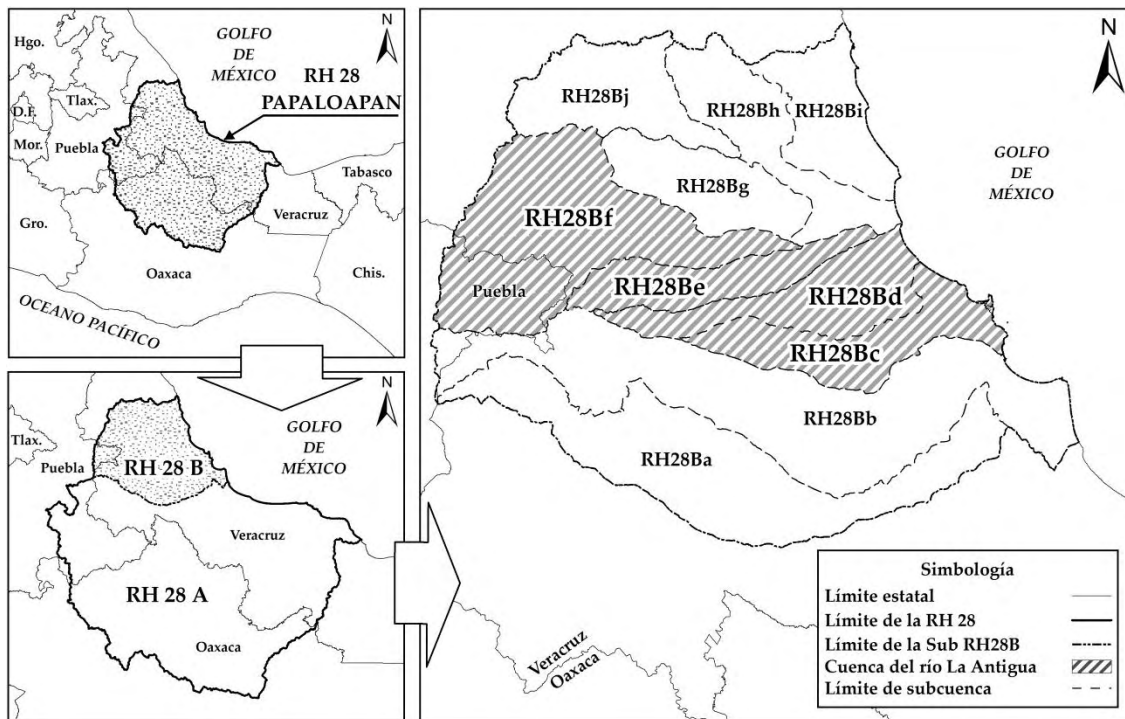 Hgo.
GOLFO
DE
MÉXICO
N
RH 28
PAPALOAPAN
Tlax.
D.F.
Mor.
Puebla
Tabasco
Veracruz
Gro.
Oaxaca
Chis.
OCEANO PACÍFICO
N
GOLFO
DE
MÉXICO
Tlax.
Puebla
RH 28 B
Veracruz
RH 28 A
Oaxaca
N
RH28Bj
RH28Bh
RH28Bi
GOLFO
DE
MÉXICO
RH28Bg
RH28Bf
Puebla
RH28Be
RH28Bd
RH28Bc
RH28Bb
RH28Ba
Veracruz
Oaxaca
Simbología
Límite estatal
Límite de la RH 28
Límite de la Sub RH28B
Cuenca del río La Antigua
Límite de subcuenca